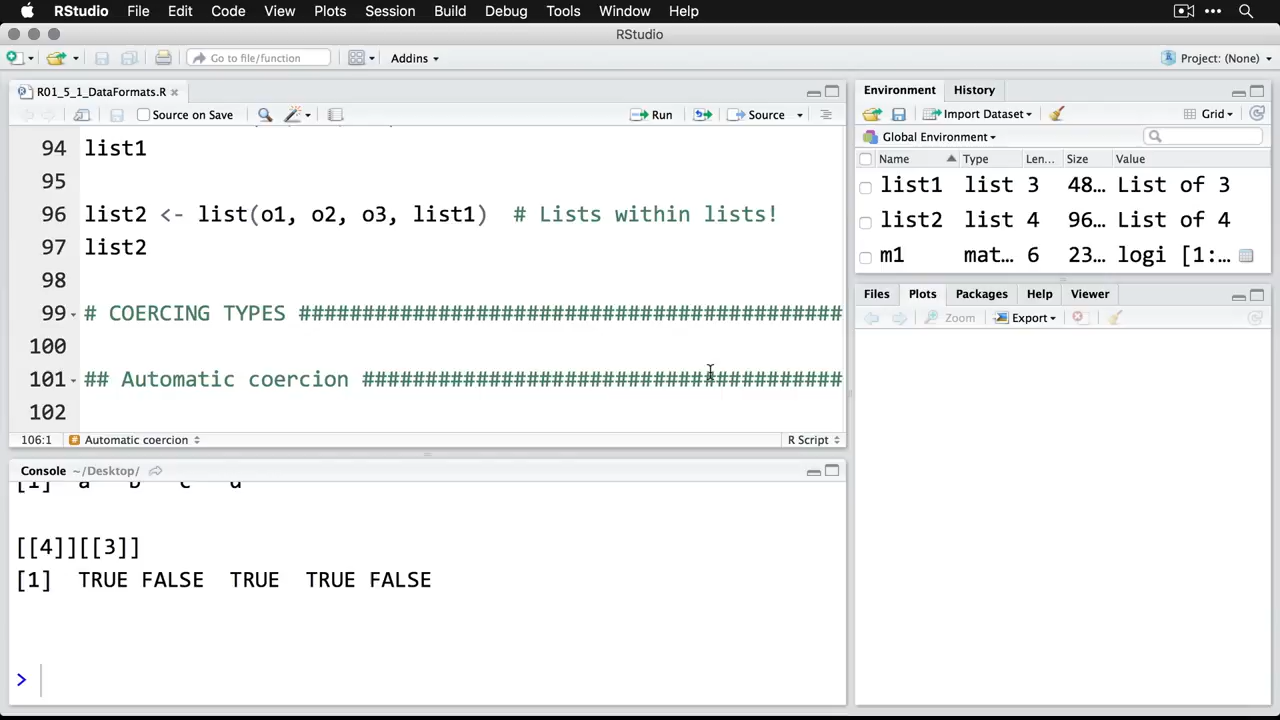 RStudio File Edit Code View Plots Session Build Debug Tools Window Help
RStudio
Go to file/function Addins Project: (None)
R01_5_1_DataFormats.R
Source on Save Run Source
94 list1
95
96 list2 <- list(o1, o2, o3, list1)  # Lists within lists!
97 list2
98
99 # COERCING TYPES #########################################
100
101 ## Automatic coercion #####################################
102
106:1 # Automatic coercion R Script
Console ~/Desktop/
[1] a b c d
[[4]][[3]]
[1]  TRUE FALSE  TRUE  TRUE FALSE
>
Environment History
Import Dataset Grid
Global Environment
Name Type Len... Size Value
list1 list 3 48... List of 3
list2 list 4 96... List of 4
m1 mat... 6 23... logi [1:...
Files Plots Packages Help Viewer
Zoom Export